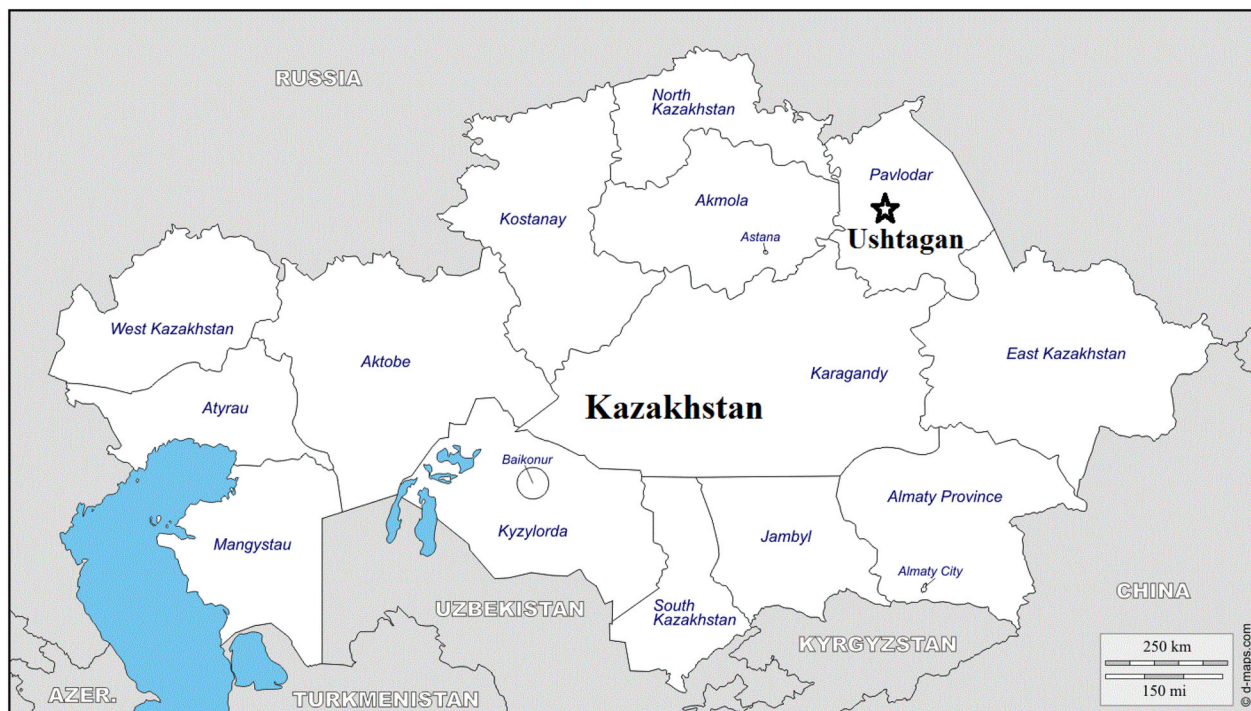 RUSSIA
North
Kazakhstan
Pavlodar
Akmola
Kostanay
Astana
Ushtagan
West Kazakhstan
East Kazakhstan
Aktobe
Karagandy
Kazakhstan
Atyrau
Baikonur
Almaty Province
Kyzylorda
Jambyl
Mangystau
Almaty City
CHINA
UZBEKISTAN
South
Kazakhstan
KYRGYZSTAN
250 km
150 mi
AZER.
TURKMENISTAN
© d-maps.com